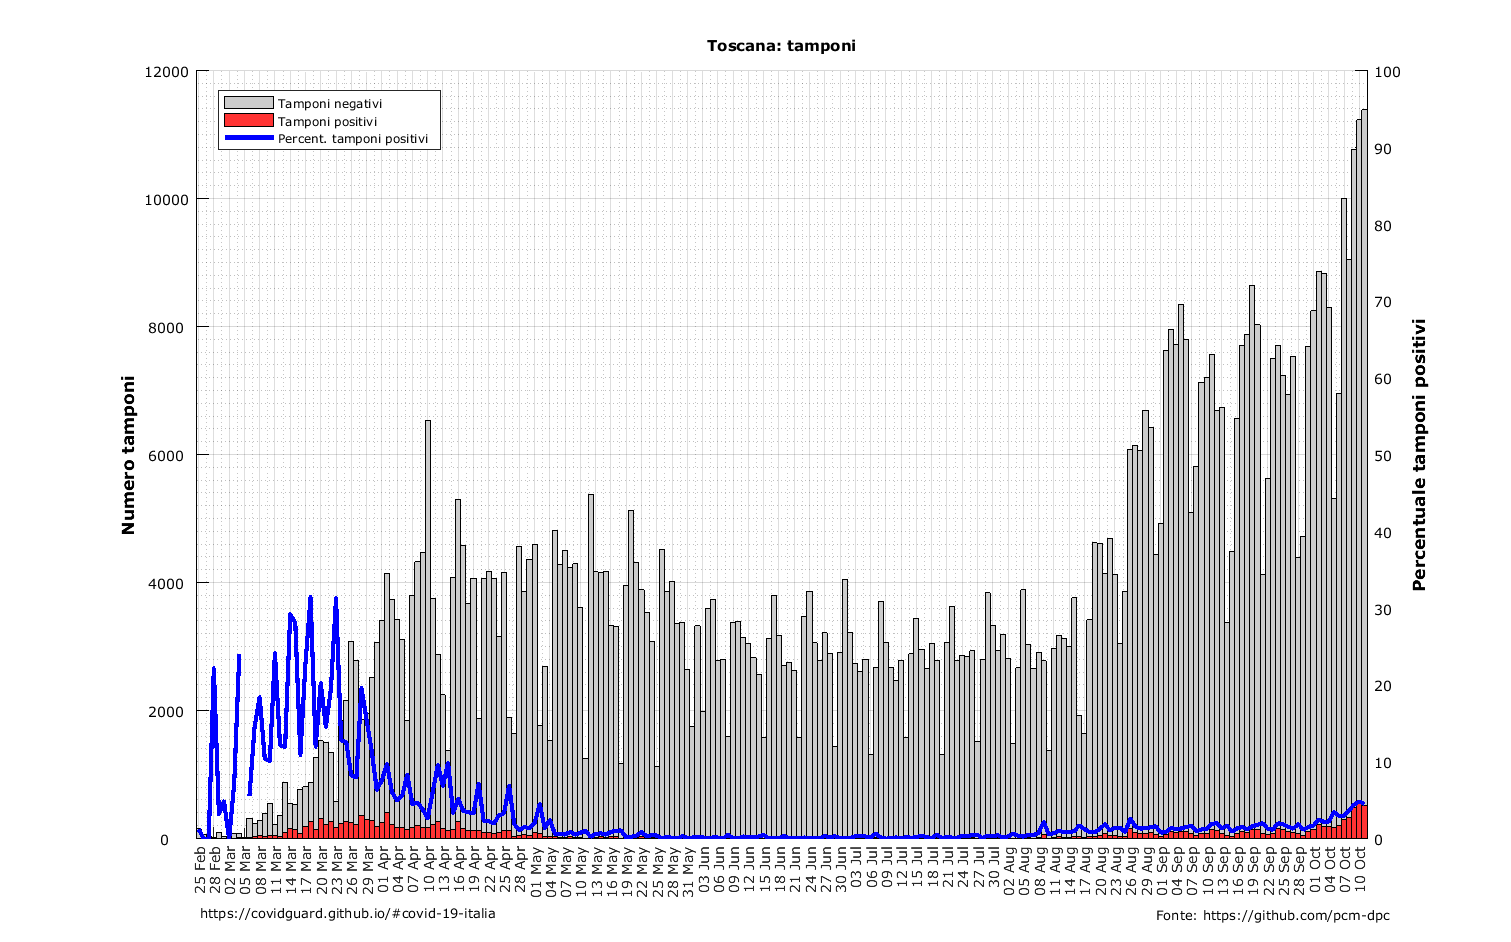 Toscana: tamponi
Tamponi negativi
Tamponi positivi
Percent. tamponi positivi
Numero tamponi
12000
10000
8000
6000
4000
2000
0
Percentuale tamponi positivi
100
90
80
70
60
50
40
30
20
10
0
25 Feb
28 Feb
02 Mar
05 Mar
08 Mar
11 Mar
14 Mar
17 Mar
20 Mar
23 Mar
26 Mar
29 Mar
01 Apr
04 Apr
07 Apr
10 Apr
13 Apr
16 Apr
19 Apr
22 Apr
25 Apr
28 Apr
01 May
04 May
07 May
10 May
13 May
16 May
19 May
22 May
25 May
28 May
31 May
03 Jun
06 Jun
09 Jun
12 Jun
15 Jun
18 Jun
21 Jun
24 Jun
27 Jun
30 Jun
03 Jul
06 Jul
09 Jul
12 Jul
15 Jul
18 Jul
21 Jul
24 Jul
27 Jul
30 Jul
02 Aug
05 Aug
08 Aug
11 Aug
14 Aug
17 Aug
20 Aug
23 Aug
26 Aug
29 Aug
01 Sep
04 Sep
07 Sep
10 Sep
13 Sep
16 Sep
19 Sep
22 Sep
25 Sep
28 Sep
01 Oct
04 Oct
07 Oct
10 Oct
https://covidguard.github.io/#covid-19-italia
Fonte: https://github.com/pcm-dpc